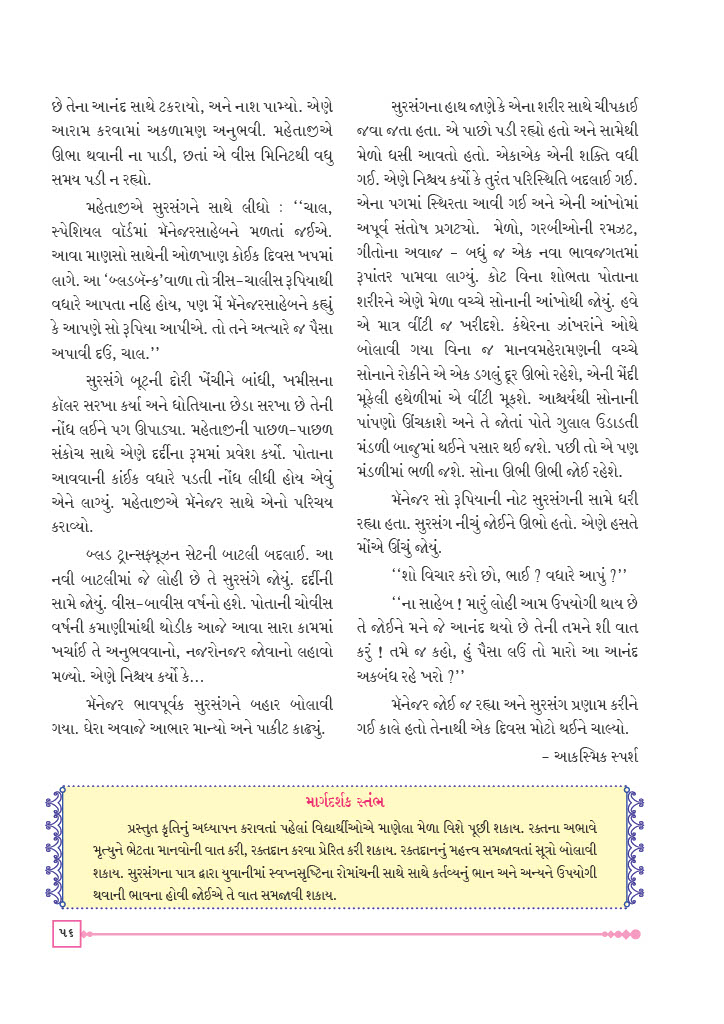 છે તેના આનંદ સાથે ટકરાયો, અને નાશ પામ્યો. એણે
આરામ કરવામાં અકળામણ અનુભવી. મહેતાજીએ
ઊભા થવાની ના પાડી, છતાં એ વીસ મિનિટથી વધુ
સમય પડી ન રહ્યો.
મહેતાજીએ સુરસંગને સાથે લીધો : ‘‘ચાલ,
સ્પેશિયલ વૉર્ડમાં મૅનેજરસાહેબને મળતાં જઈએ.
આવા માણસો સાથેની ઓળખાણ કોઈક દિવસ ખપમાં
લાગે. આ ‘બ્લડબૅન્ક’વાળા તો ત્રીસ-ચાલીસ રૂપિયાથી
વધારે આપતા નહિ હોય, પણ મેં મૅનેજરસાહેબને કહ્યું
કે આપણે સો રૂપિયા આપીએ. તો તને અત્યારે જ પૈસા
અપાવી દઉં, ચાલ.’’
સુરસંગે બૂટની દોરી ખેંચીને બાંધી, ખમીસના
કૉલર સરખા કર્યા અને ધોતિયાના છેડા સરખા છે તેની
નોંધ લઈને પગ ઊપાડ્યા. મહેતાજીની પાછળ-પાછળ
સંકોચ સાથે એણે દર્દીના રૂમમાં પ્રવેશ કર્યો. પોતાના
આવવાની કાંઈક વધારે પડતી નોંધ લીધી હોય એવું
એને લાગ્યું. મહેતાજીએ મૅનેજર સાથે એનો પરિચય
કરાવ્યો.
બ્લડ ટ્રાન્સફ્યૂઝન સેટની બાટલી બદલાઈ. આ
નવી બાટલીમાં જે લોહી છે તે સુરસંગે જોયું. દર્દીની
સામે જોયું. વીસ-બાવીસ વર્ષનો હશે. પોતાની ચોવીસ
વર્ષની કમાણીમાંથી થોડીક આજે આવા સારા કામમાં
ખર્ચાઈ તે અનુભવવાનો, નજરોનજર જોવાનો લહાવો
મળ્યો. એણે નિશ્ચય કર્યો કે...
મૅનેજર ભાવપૂર્વક સુરસંગને બહાર બોલાવી
ગયા. ઘેરા અવાજે આભાર માન્યો અને પાકીટ કાઢ્યું.
સુરસંગના હાથ જાણે કે એના શરીર સાથે ચીપકાઈ
જવા જતા હતા. એ પાછો પડી રહ્યો હતો અને સામેથી
મેળો ધસી આવતો હતો. એકાએક એની શક્તિ વધી
ગઈ. એણે નિશ્ચય કર્યો કે તુરંત પરિસ્થિતિ બદલાઈ ગઈ.
એના પગમાં સ્થિરતા આવી ગઈ અને એની આંખોમાં
અપૂર્વ સંતોષ પ્રગટ્યો. મેળો, ગરબીઓની રમઝટ,
ગીતોના અવાજ – બધું જ એક નવા ભાવજગતમાં
રૂપાંતર પામવા લાગ્યું. કોટ વિના શોભતા પોતાના
શરીરને એણે મેળા વચ્ચે સોનાની આંખોથી જોયું. હવે
એ માત્ર વીંટી જ ખરીદશે. કંથેરના ઝાંખરાંને ઓથે
બોલાવી ગયા વિના જ માનવમહેરામણની વચ્ચે
સોનાને રોકીને એ એક ડગલું દૂર ઊભો રહેશે, એની મેંદી
મૂકેલી હથેળીમાં એ વીંટી મૂકશે. આશ્ચર્યથી સોનાની
પાંપણો ઊંચકાશે અને તે જોતાં પોતે ગુલાલ ઉડાડતી
મંડળી બાજુમાં થઈને પસાર થઈ જશે. પછી તો એ પણ
મંડળીમાં ભળી જશે. સોના ઊભી ઊભી જોઈ રહેશે.
મૅનેજર સો રૂપિયાની નોટ સુરસંગની સામે ધરી
રહ્યા હતા. સુરસંગ નીચું જોઈને ઊભો હતો. એણે હસતે
મોંએ ઊંચું જોયું.
‘‘શો વિચાર કરો છો, ભાઈ ? વધારે આપું ?’’
‘‘ના સાહેબ ! મારું લોહી આમ ઉપયોગી થાય છે
તે જોઈને મને જે આનંદ થયો છે તેની તમને શી વાત
કરું ! તમે જ કહો, હું પૈસા લઉં તો મારો આ આનંદ
અકબંધ રહે ખરો ?’’
મૅનેજર જોઈ જ રહ્યા અને સુરસંગ પ્રણામ કરીને
ગઈ કાલે હતો તેનાથી એક દિવસ મોટો થઈને ચાલ્યો.
– આકસ્મિક સ્પર્શ
માર્ગદર્શક સ્તંભ
પ્રસ્તુત કૃતિનું અધ્યાપન કરાવતાં પહેલાં વિદ્યાર્થીઓએ માણેલા મેળા વિશે પૂછી શકાય. રક્તના અભાવે
મૃત્યુને ભેટતા માનવોની વાત કરી, રક્તદાન કરવા પ્રેરિત કરી શકાય. રક્તદાનનું મહત્ત્વ સમજાવતાં સૂત્રો બોલાવી
શકાય. સુરસંગના પાત્ર દ્વારા યુવાનીમાં સ્વપ્નસૃષ્ટિના રોમાંચની સાથે સાથે કર્તવ્યનું ભાન અને અન્યને ઉપયોગી
થવાની ભાવના હોવી જોઈએ તે વાત સમજાવી શકાય.
૫૬